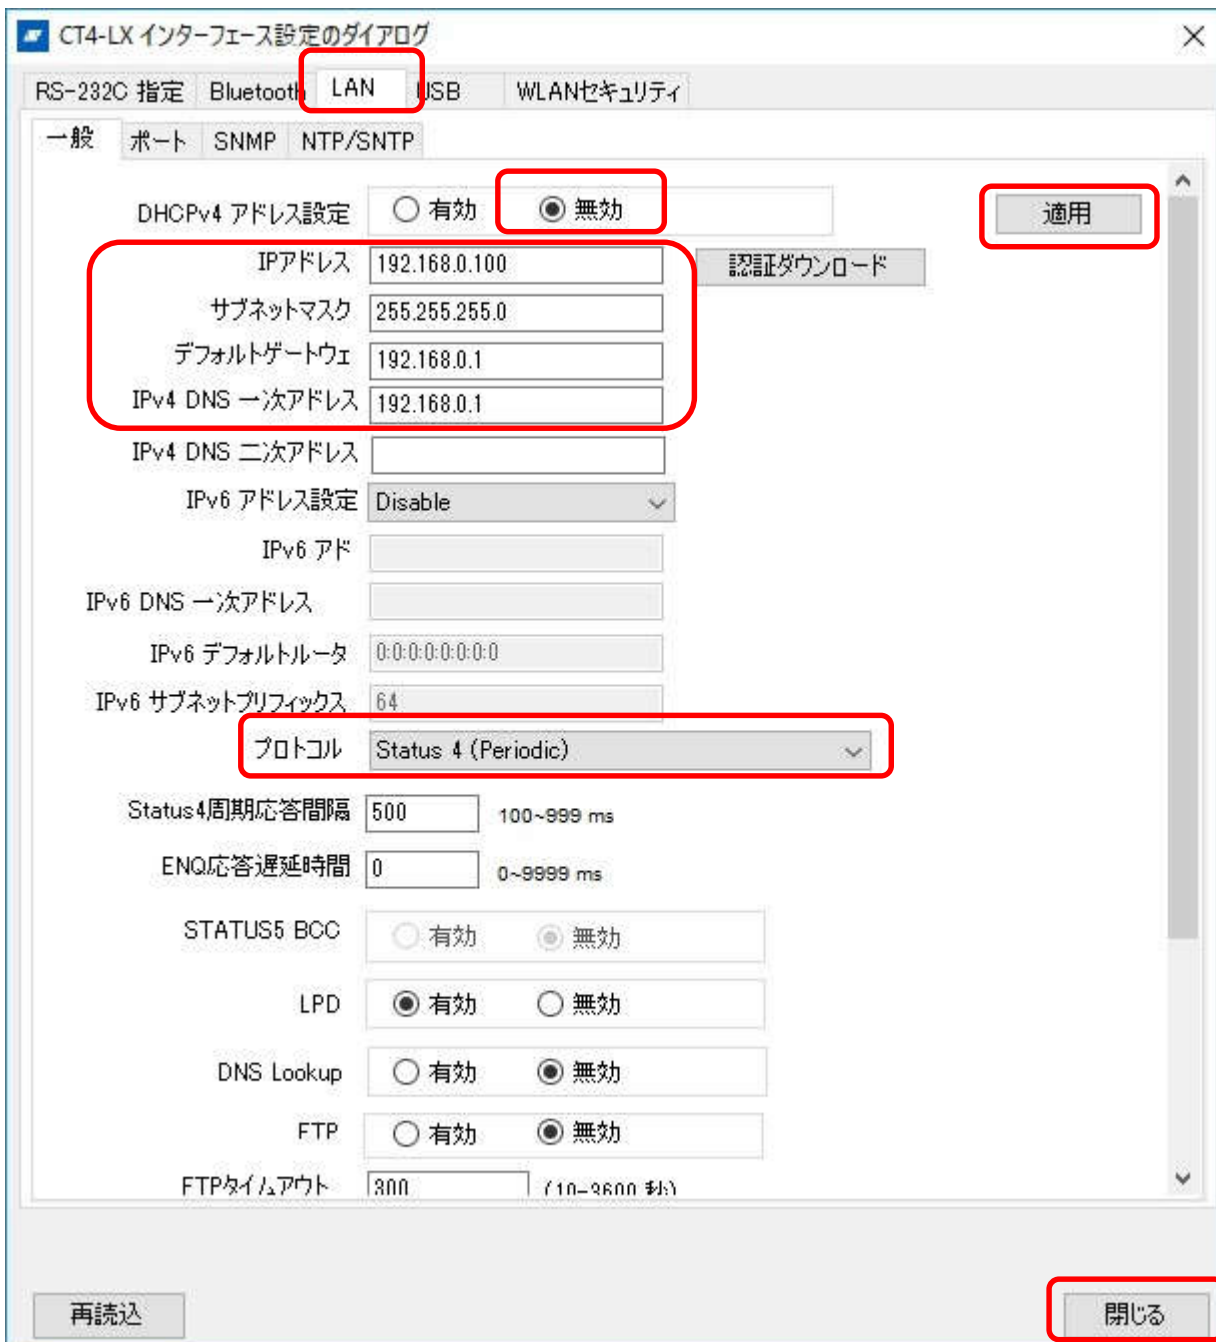 CT4-LX インターフェース設定のダイアログ
RS-232C 指定 Bluetooth LAN USB WLANセキュリティ
一般 ポート SNMP NTP/SNTP
DHCPv4 アドレス設定 有効 無効 適用
IPアドレス 192.168.0.100 認証ダウンロード
サブネットマスク 255.255.255.0
デフォルトゲートウェ 192.168.0.1
IPv4 DNS 一次アドレス 192.168.0.1
IPv4 DNS 二次アドレス
IPv6 アドレス設定 Disable
IPv6 アド
IPv6 DNS 一次アドレス
IPv6 デフォルトルータ 0:0:0:0:0:0:0:0
IPv6 サブネットプリフィックス 64
プロトコル Status 4 (Periodic)
Status4周期応答間隔 500 100~999 ms
ENQ応答遅延時間 0 0~9999 ms
STATUS5 BCC 有効 無効
LPD 有効 無効
DNS Lookup 有効 無効
FTP 有効 無効
FTPタイムアウト 300 (10-3600 秒)
再読込 閉じる